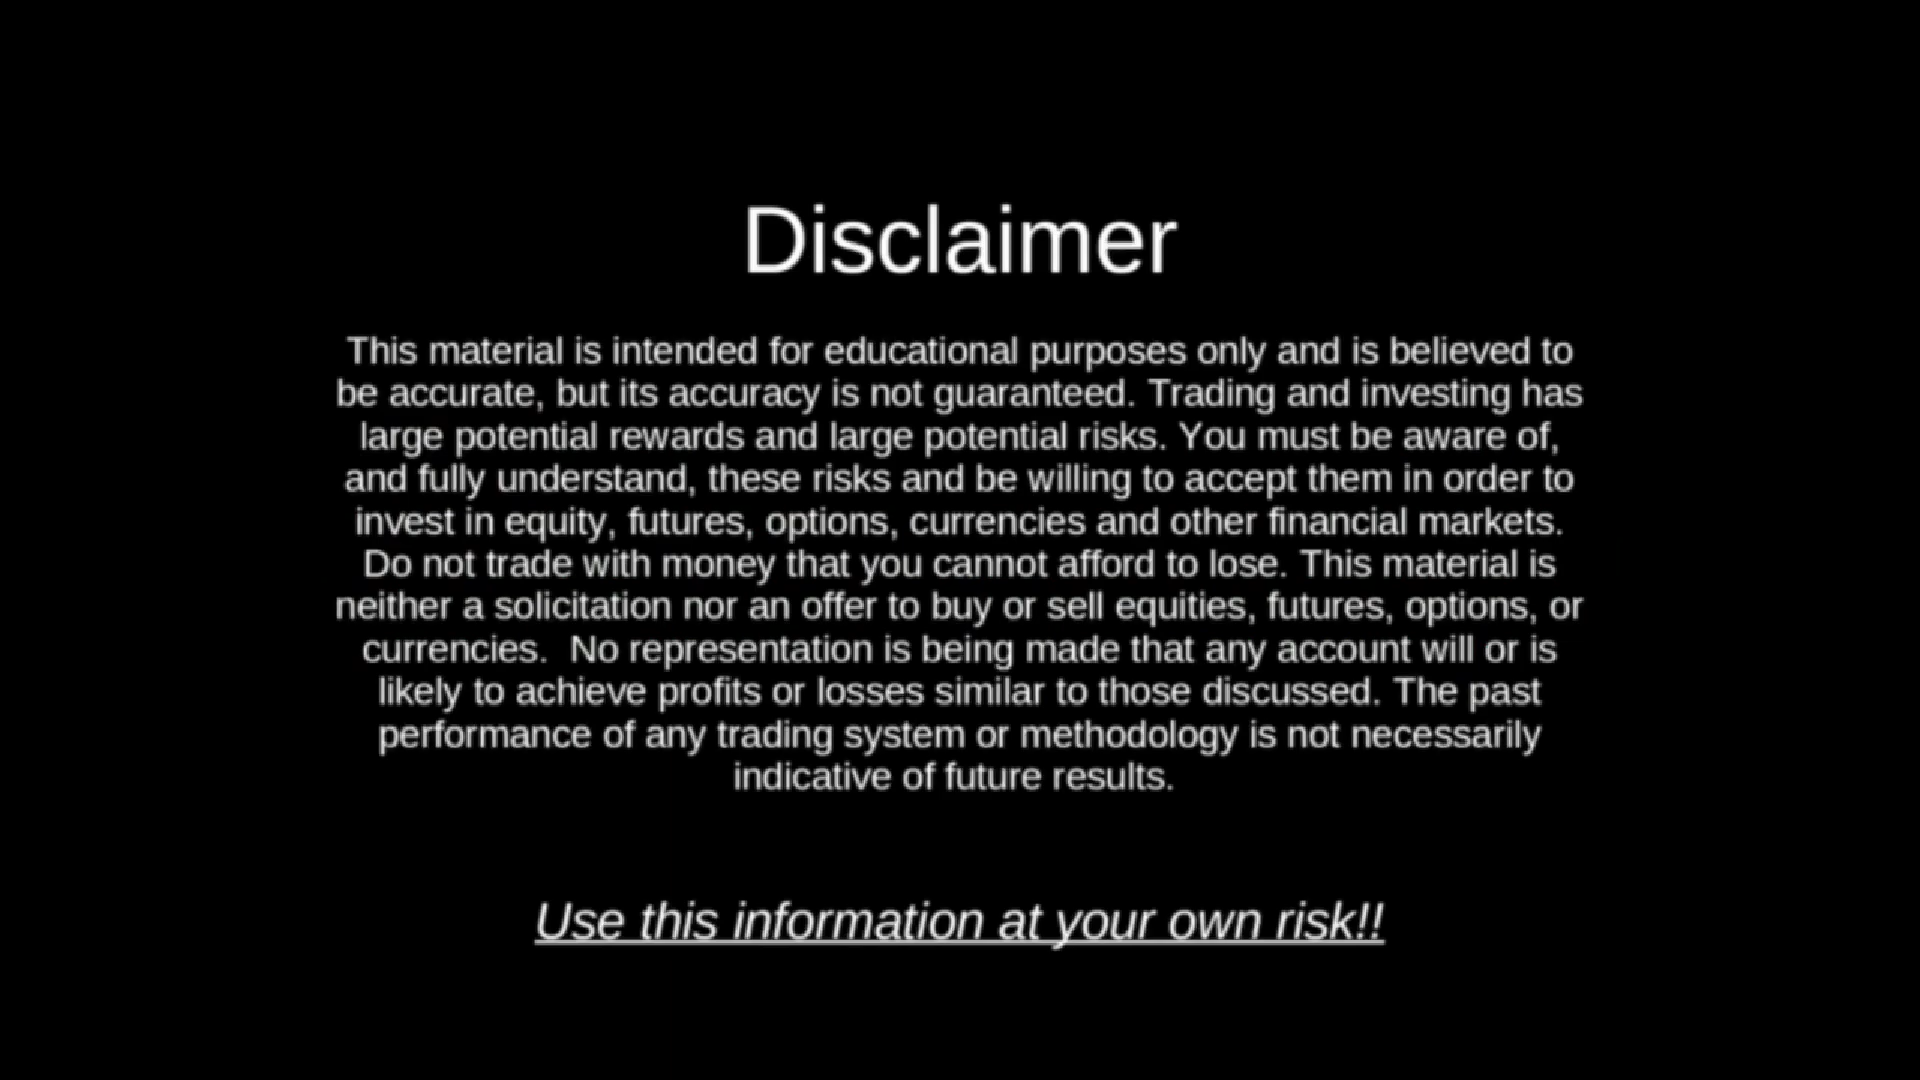 Disclaimer
This material is intended for educational purposes only and is believed to
be accurate, but its accuracy is not guaranteed. Trading and investing has
large potential rewards and large potential risks. You must be aware of,
and fully understand, these risks and be willing to accept them in order to
invest in equity, futures, options, currencies and other financial markets.
Do not trade with money that you cannot afford to lose. This material is
neither a solicitation nor an offer to buy or sell equities, futures, options, or
currencies.  No representation is being made that any account will or is
likely to achieve profits or losses similar to those discussed. The past
performance of any trading system or methodology is not necessarily
indicative of future results.
Use this information at your own risk!!